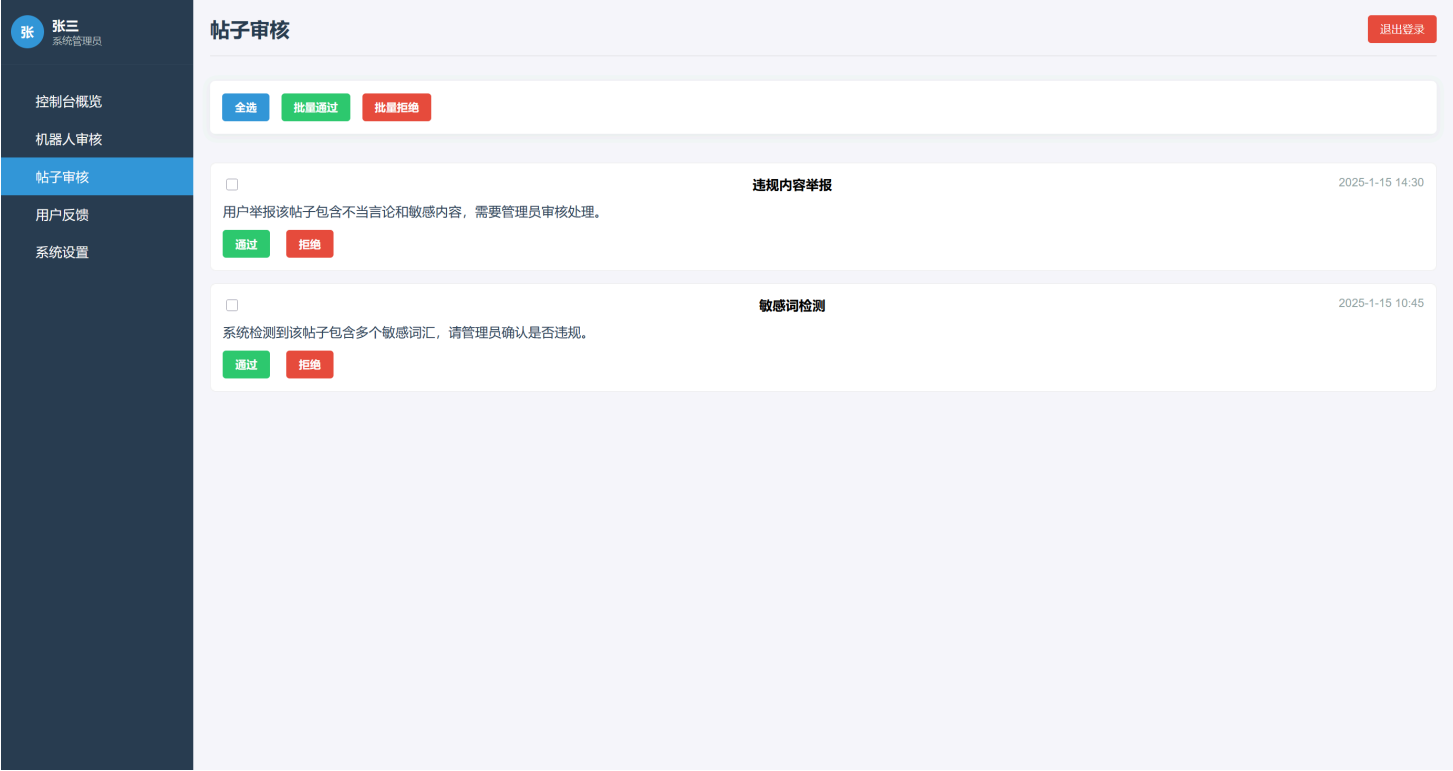 张
张三
系统管理员
控制台概览
机器人审核
帖子审核
用户反馈
系统设置
帖子审核
退出登录
全选 批量通过 批量拒绝
违规内容举报 2025-1-15 14:30
用户举报该帖子包含不当言论和敏感内容，需要管理员审核处理。
通过 拒绝
敏感词检测 2025-1-15 10:45
系统检测到该帖子包含多个敏感词汇，请管理员确认是否违规。
通过 拒绝